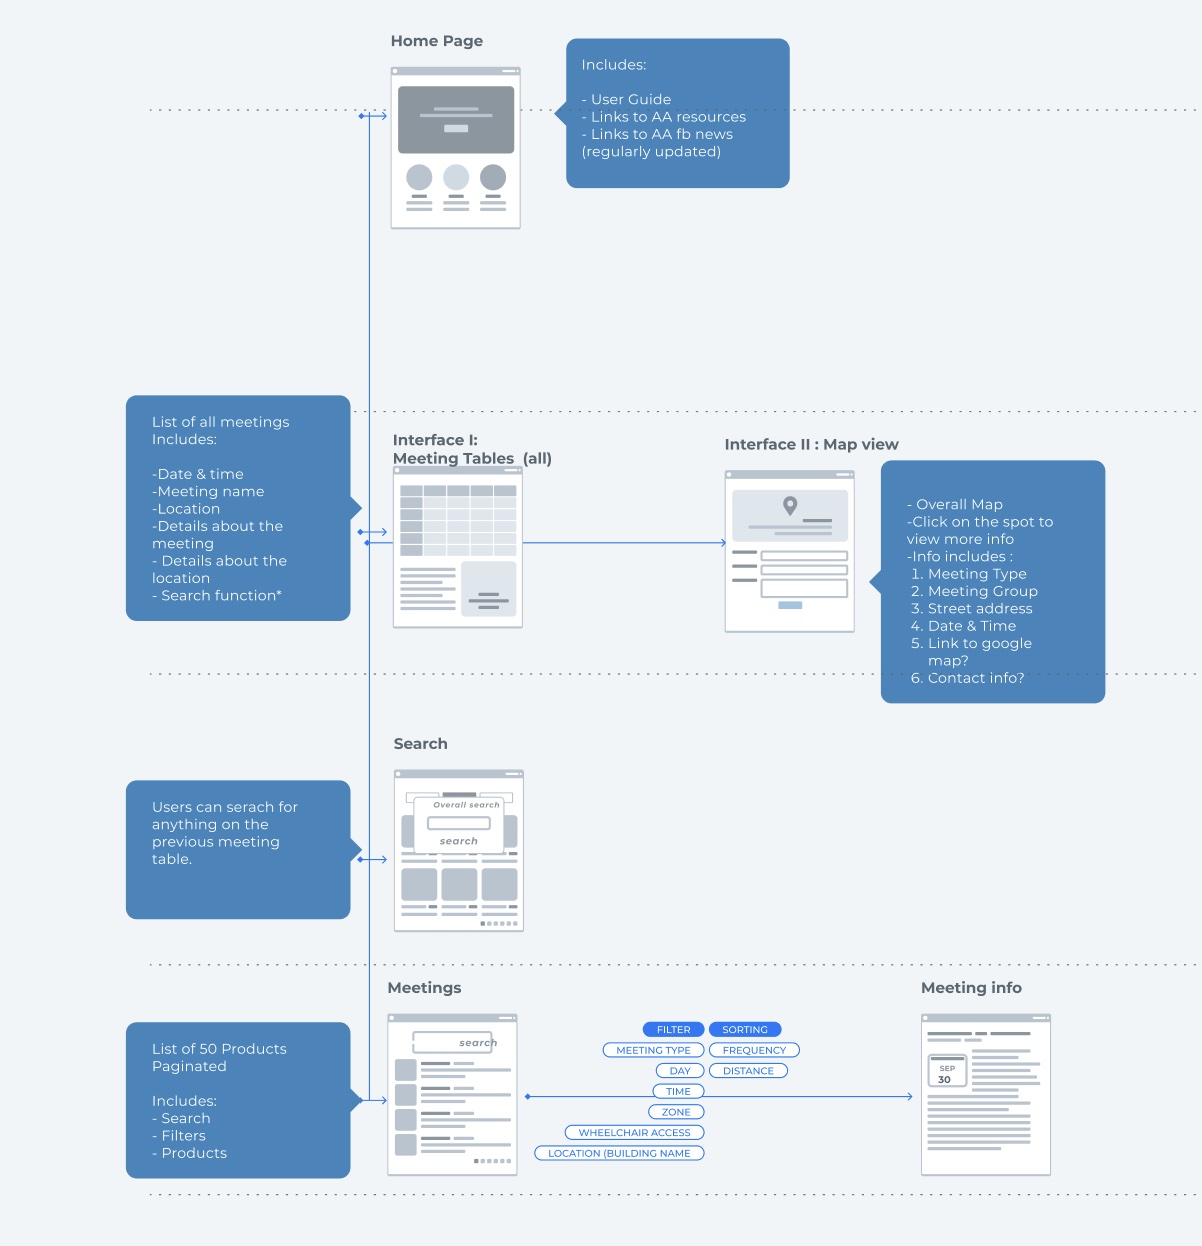 Home Page
Includes:
- User Guide
- Links to AA resources
- Links to AA fb news
(regularly updated)
List of all meetings
Includes:
-Date & time
-Meeting name
-Location
-Details about the
meeting
- Details about the
location
- Search function*
Interface I:
Meeting Tables  (all)
Interface II : Map view
- Overall Map
-Click on the spot to
view more info
-Info includes :
1. Meeting Type
2. Meeting Group
3. Street address
4. Date & Time
5. Link to google
map?
6. Contact info?
Search
Users can serach for
anything on the
previous meeting
table.
Overall search
search
Meetings
List of 50 Products
Paginated
Includes:
- Search
- Filters
- Products
search
FILTER
SORTING
MEETING TYPE
FREQUENCY
DAY
DISTANCE
TIME
ZONE
WHEELCHAIR ACCESS
LOCATION (BUILDING NAME
Meeting info
SEP
30